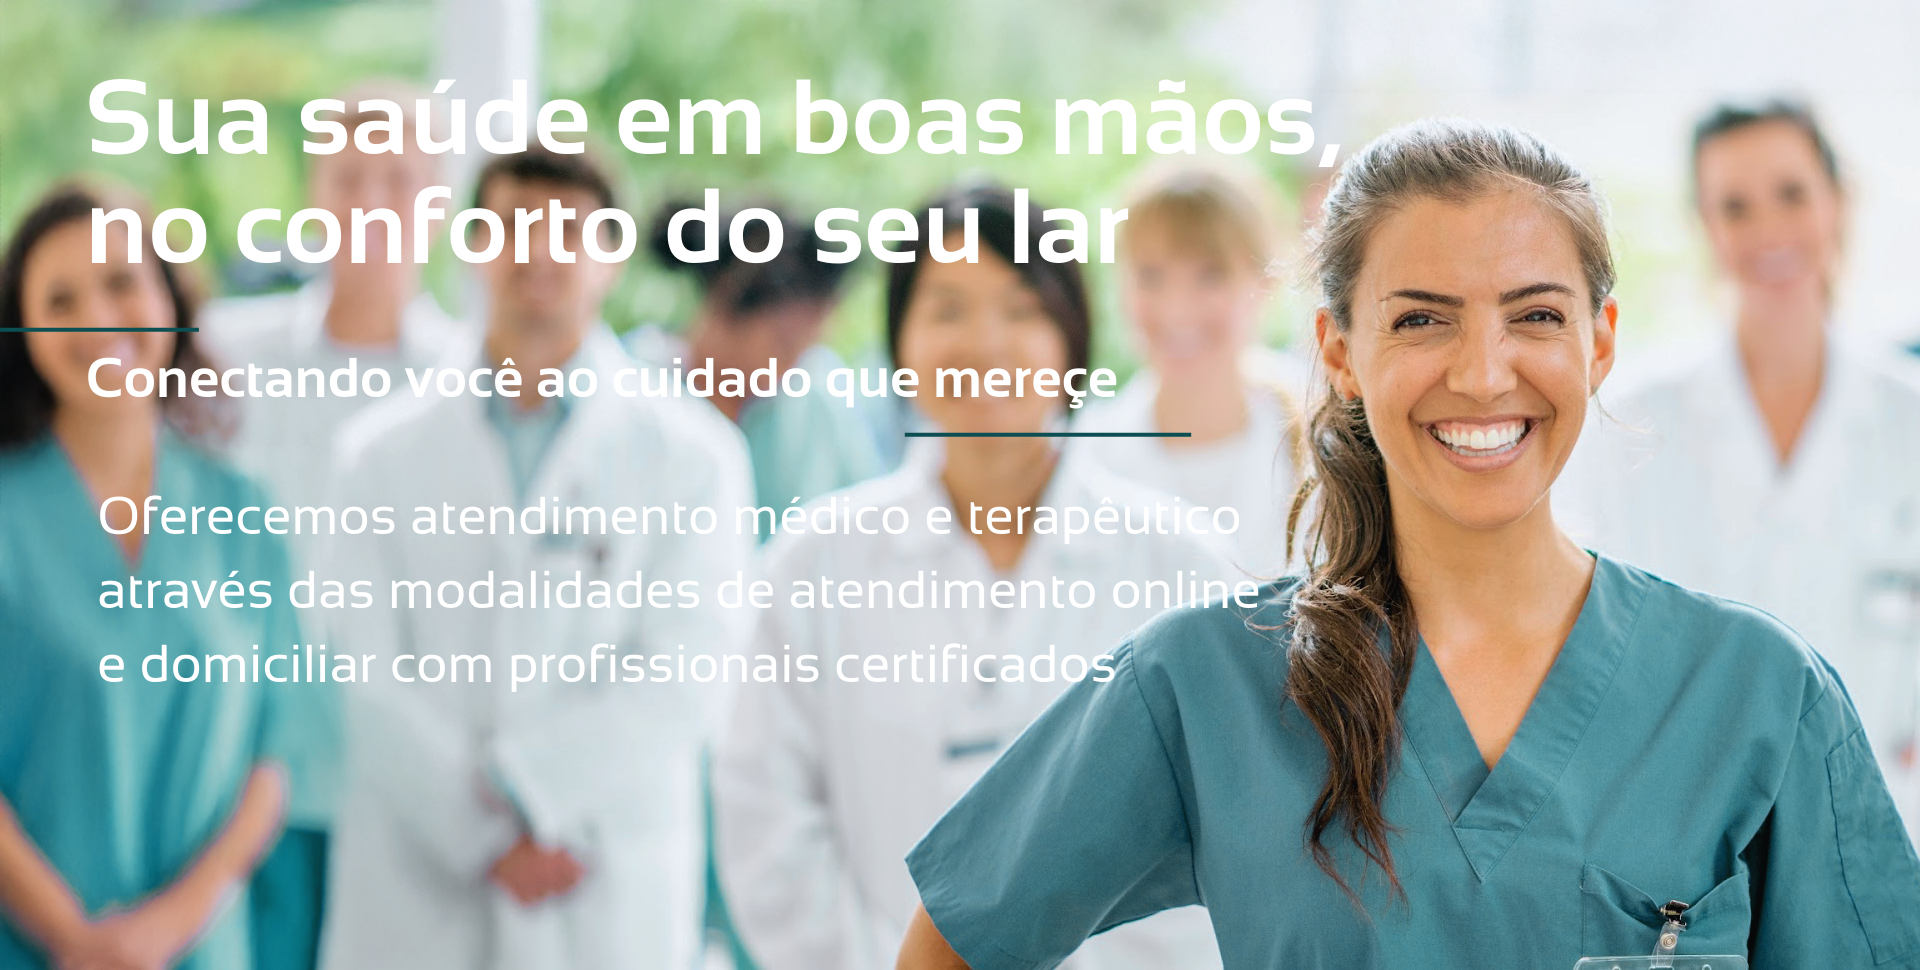 Sua saúde em boas mãos,
no conforto do seu lar
Conectando você ao cuidado que mereçe
Oferecemos atendimento médico e terapêutico
através das modalidades de atendimento online
e domiciliar com profissionais certificados